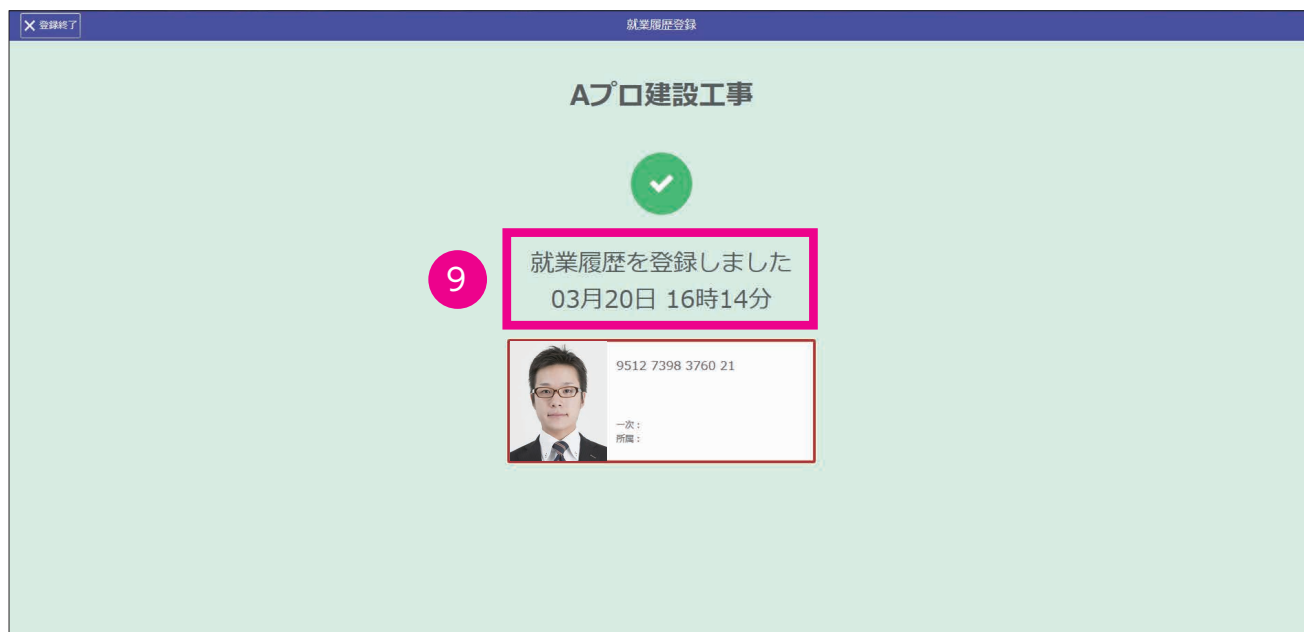 登録終了
就業履歴登録
Aプロ建設工事
9
就業履歴を登録しました
03月20日 16時14分
9512 7398 3760 21
一次：
所属：